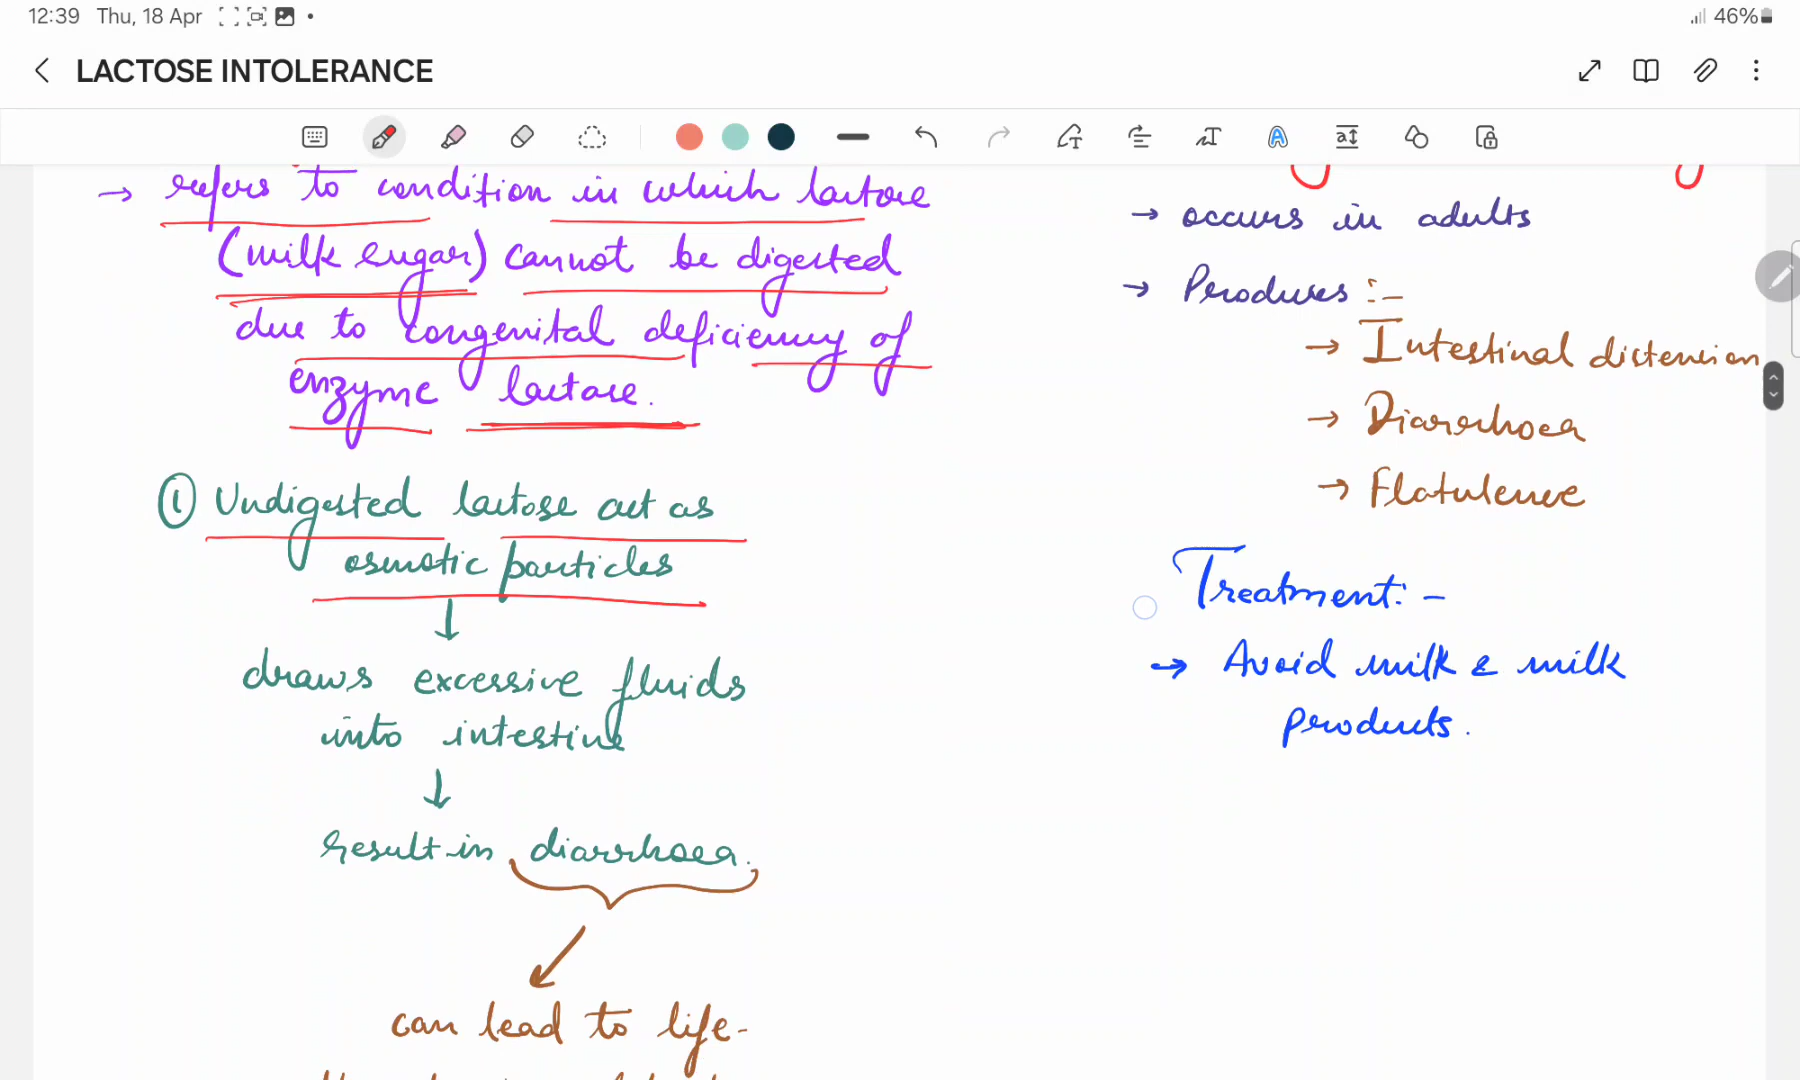 12:39 Thu, 18 Apr
46%
LACTOSE INTOLERANCE
→ refers to condition in which lactose
(milk sugar) cannot be digested
due to congenital deficiency of
enzyme lactase.
① Undigested lactose act as
osmotic particles
↓
draws excessive fluids
into intestine
↓
result in diarrhoea.
can lead to life-
→ occurs in adults
→ Produces :-
→ Intestinal distension
→ Diarrhoea
→ Flatulence
Treatment: -
→ Avoid milk & milk
products.